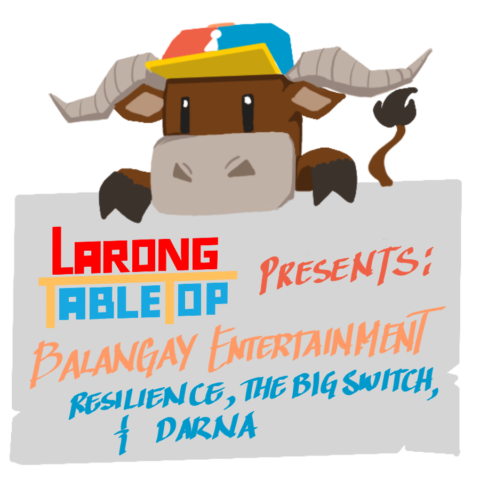 LARONG
TABLETOP
PRESENTS:
BALANGAY ENTERTAINMENT
RESILIENCE, THE BIG SWITCH,
& DARNA